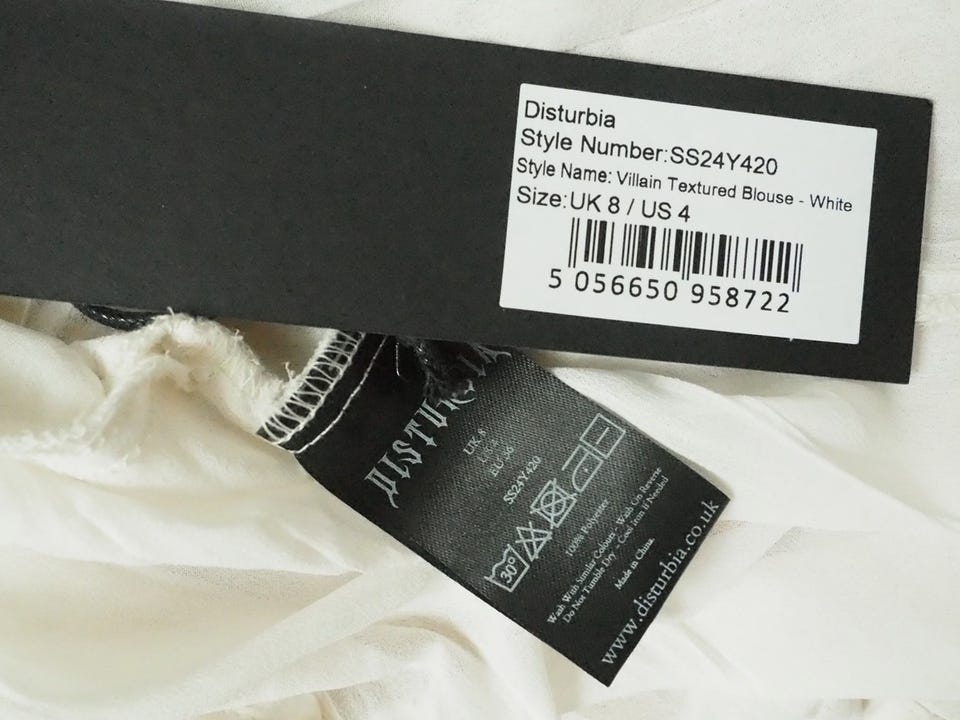 Disturbia
Style Number:SS24Y420
Style Name: Villain Textured Blouse - White
Size:UK 8 / US 4
5 056650 958722
UK 8
US 4
EU 36
SS24Y420
30°
100% Polyester
Wash With Similar Colours - Wash On Reverse
Do Not Tumble Dry - Cool iron If Needed
Made in China.
www.disturbia.co.uk